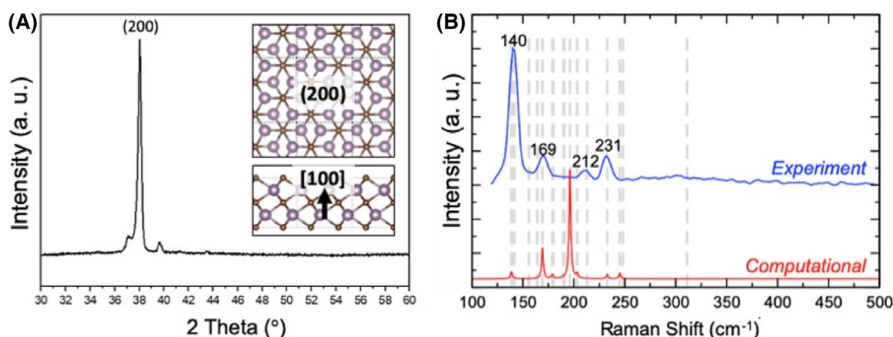 (A)
(200)
Intensity (a. u.)
(200)
[100]
30 32 34 36 38 40 42 44 46 48 50 52 54 56 58 60
2 Theta (°)
(B)
140
169
212
231
Experiment
Computational
Intensity (a. u.)
100 150 200 250 300 350 400 450 500
Raman Shift (cm⁻¹)